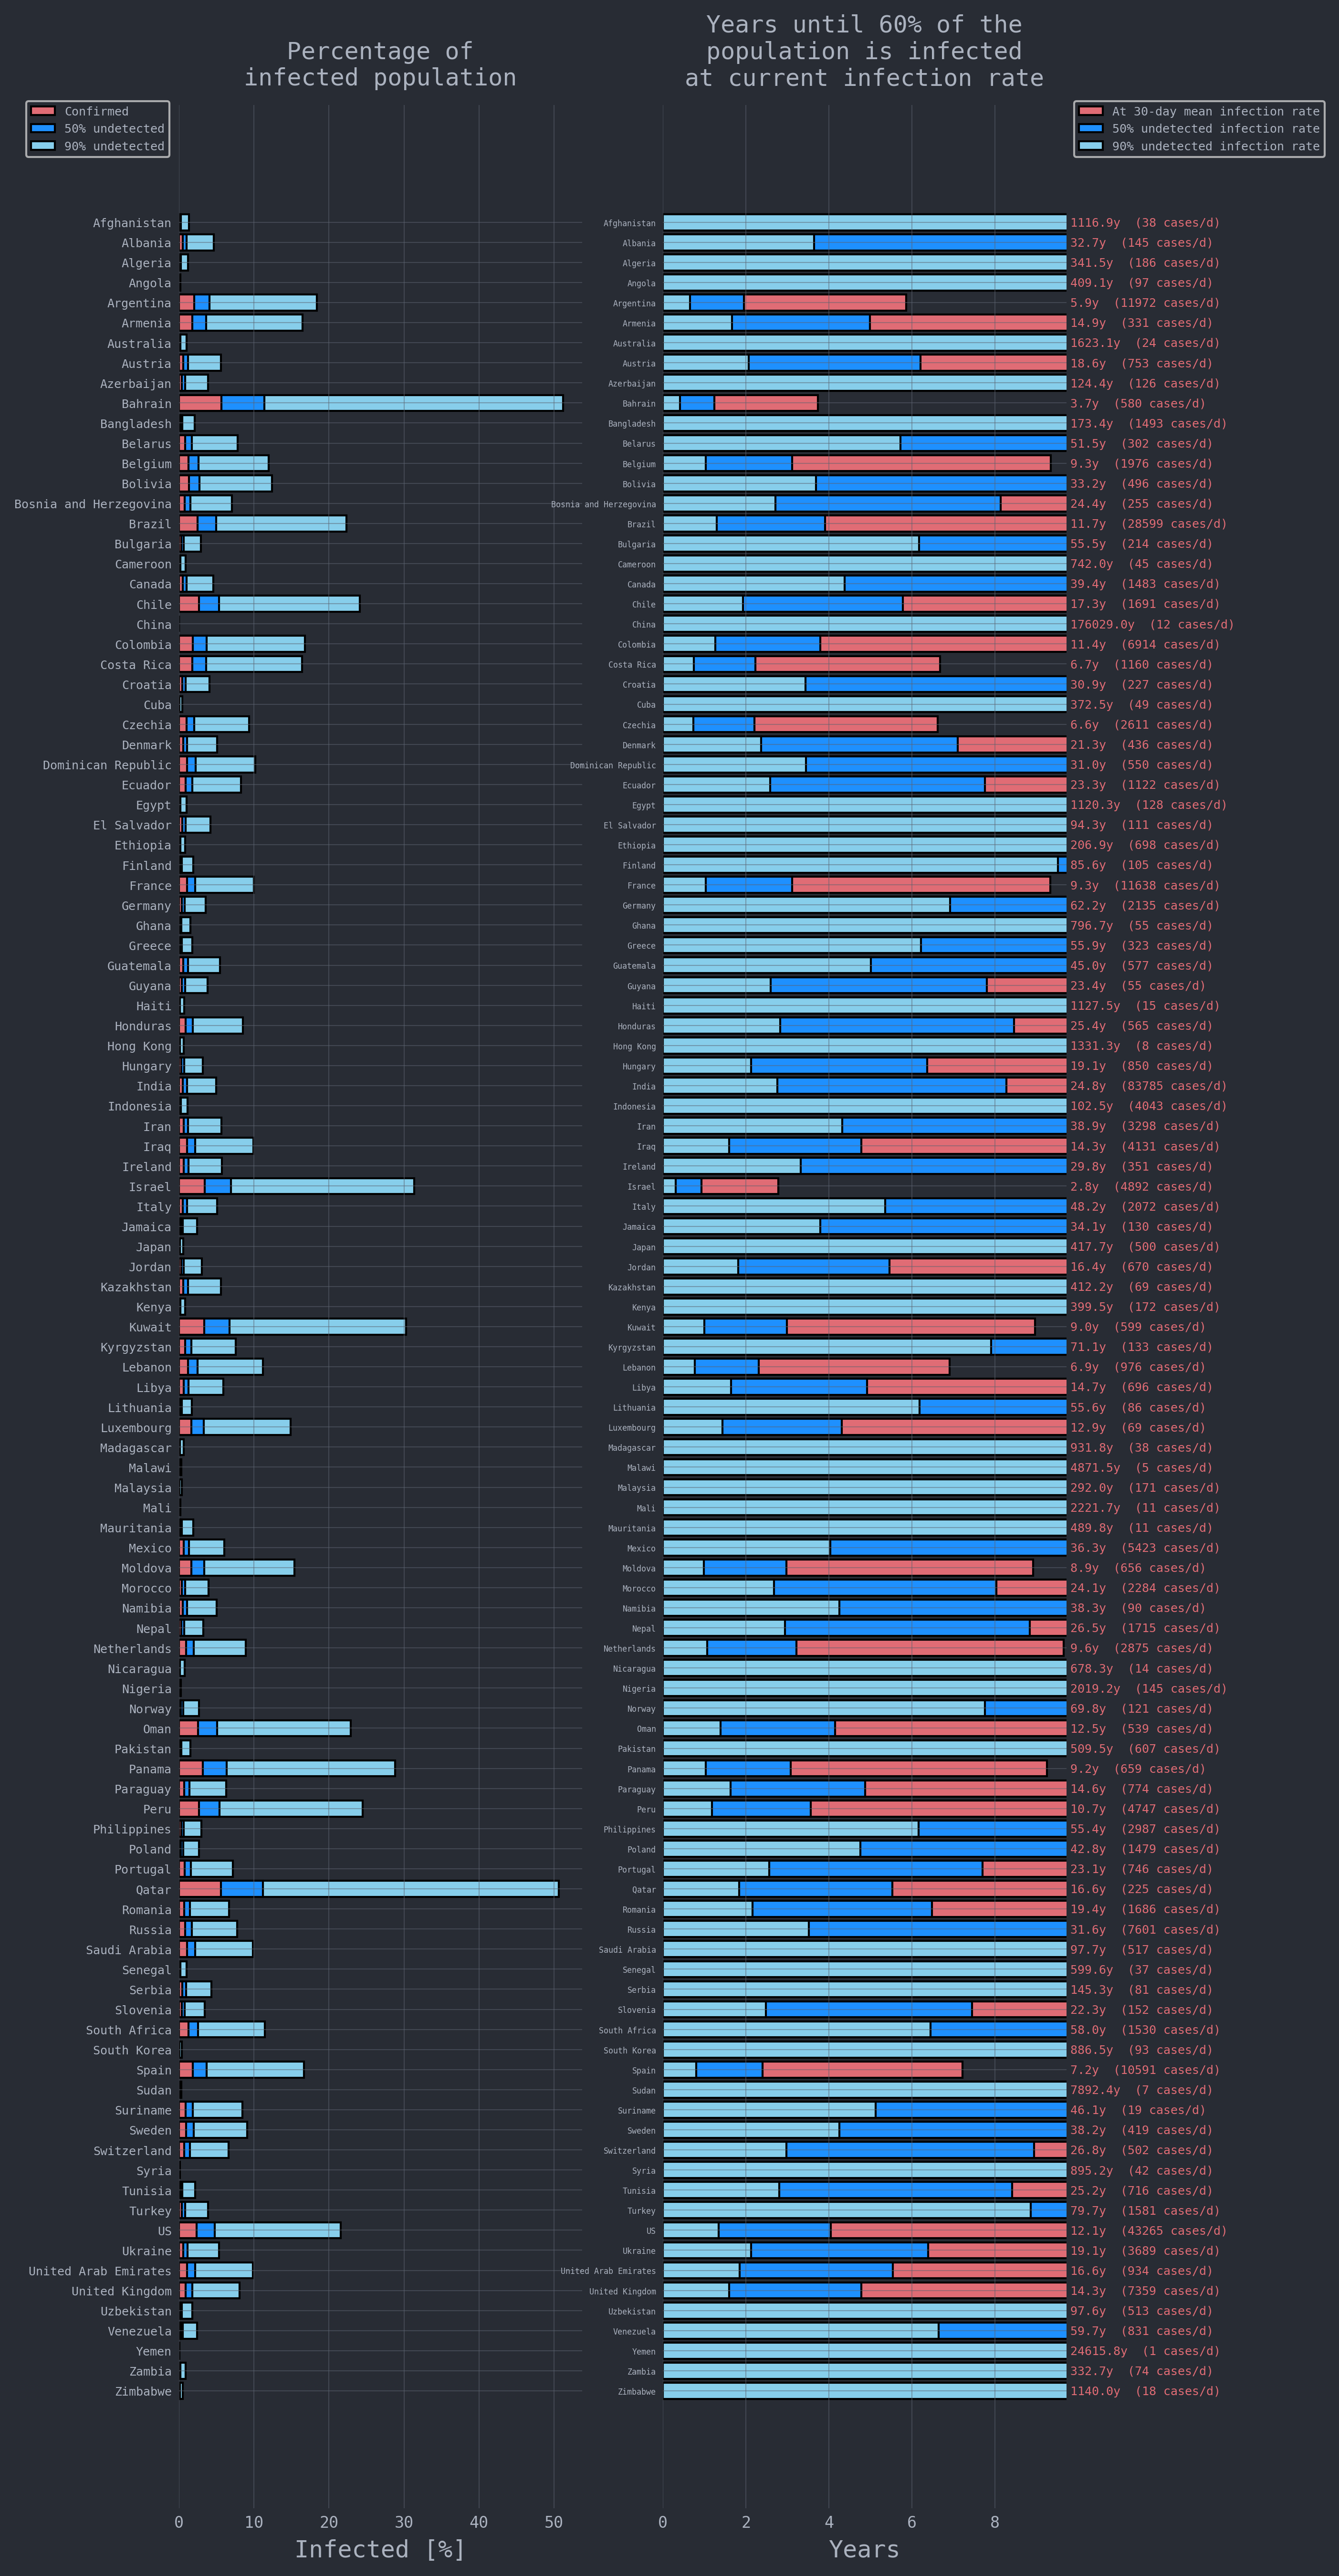 Percentage of
infected population
Years until 60% of the
population is infected
at current infection rate
Confirmed
50% undetected
90% undetected
At 30-day mean infection rate
50% undetected infection rate
90% undetected infection rate
Afghanistan Afghanistan 1116.9y (38 cases/d)
Albania Albania 32.7y (145 cases/d)
Algeria Algeria 341.5y (186 cases/d)
Angola Angola 409.1y (97 cases/d)
Argentina Argentina 5.9y (11972 cases/d)
Armenia Armenia 14.9y (331 cases/d)
Australia Australia 1623.1y (24 cases/d)
Austria Austria 18.6y (753 cases/d)
Azerbaijan Azerbaijan 124.4y (126 cases/d)
Bahrain Bahrain 3.7y (580 cases/d)
Bangladesh Bangladesh 173.4y (1493 cases/d)
Belarus Belarus 51.5y (302 cases/d)
Belgium Belgium 9.3y (1976 cases/d)
Bolivia Bolivia 33.2y (496 cases/d)
Bosnia and Herzegovina Bosnia and Herzegovina 24.4y (255 cases/d)
Brazil Brazil 11.7y (28599 cases/d)
Bulgaria Bulgaria 55.5y (214 cases/d)
Cameroon Cameroon 742.0y (45 cases/d)
Canada Canada 39.4y (1483 cases/d)
Chile Chile 17.3y (1691 cases/d)
China China 176029.0y (12 cases/d)
Colombia Colombia 11.4y (6914 cases/d)
Costa Rica Costa Rica 6.7y (1160 cases/d)
Croatia Croatia 30.9y (227 cases/d)
Cuba Cuba 372.5y (49 cases/d)
Czechia Czechia 6.6y (2611 cases/d)
Denmark Denmark 21.3y (436 cases/d)
Dominican Republic Dominican Republic 31.0y (550 cases/d)
Ecuador Ecuador 23.3y (1122 cases/d)
Egypt Egypt 1120.3y (128 cases/d)
El Salvador El Salvador 94.3y (111 cases/d)
Ethiopia Ethiopia 206.9y (698 cases/d)
Finland Finland 85.6y (105 cases/d)
France France 9.3y (11638 cases/d)
Germany Germany 62.2y (2135 cases/d)
Ghana Ghana 796.7y (55 cases/d)
Greece Greece 55.9y (323 cases/d)
Guatemala Guatemala 45.0y (577 cases/d)
Guyana Guyana 23.4y (55 cases/d)
Haiti Haiti 1127.5y (15 cases/d)
Honduras Honduras 25.4y (565 cases/d)
Hong Kong Hong Kong 1331.3y (8 cases/d)
Hungary Hungary 19.1y (850 cases/d)
India India 24.8y (83785 cases/d)
Indonesia Indonesia 102.5y (4043 cases/d)
Iran Iran 38.9y (3298 cases/d)
Iraq Iraq 14.3y (4131 cases/d)
Ireland Ireland 29.8y (351 cases/d)
Israel Israel 2.8y (4892 cases/d)
Italy Italy 48.2y (2072 cases/d)
Jamaica Jamaica 34.1y (130 cases/d)
Japan Japan 417.7y (500 cases/d)
Jordan Jordan 16.4y (670 cases/d)
Kazakhstan Kazakhstan 412.2y (69 cases/d)
Kenya Kenya 399.5y (172 cases/d)
Kuwait Kuwait 9.0y (599 cases/d)
Kyrgyzstan Kyrgyzstan 71.1y (133 cases/d)
Lebanon Lebanon 6.9y (976 cases/d)
Libya Libya 14.7y (696 cases/d)
Lithuania Lithuania 55.6y (86 cases/d)
Luxembourg Luxembourg 12.9y (69 cases/d)
Madagascar Madagascar 931.8y (38 cases/d)
Malawi Malawi 4871.5y (5 cases/d)
Malaysia Malaysia 292.0y (171 cases/d)
Mali Mali 2221.7y (11 cases/d)
Mauritania Mauritania 489.8y (11 cases/d)
Mexico Mexico 36.3y (5423 cases/d)
Moldova Moldova 8.9y (656 cases/d)
Morocco Morocco 24.1y (2284 cases/d)
Namibia Namibia 38.3y (90 cases/d)
Nepal Nepal 26.5y (1715 cases/d)
Netherlands Netherlands 9.6y (2875 cases/d)
Nicaragua Nicaragua 678.3y (14 cases/d)
Nigeria Nigeria 2019.2y (145 cases/d)
Norway Norway 69.8y (121 cases/d)
Oman Oman 12.5y (539 cases/d)
Pakistan Pakistan 509.5y (607 cases/d)
Panama Panama 9.2y (659 cases/d)
Paraguay Paraguay 14.6y (774 cases/d)
Peru Peru 10.7y (4747 cases/d)
Philippines Philippines 55.4y (2987 cases/d)
Poland Poland 42.8y (1479 cases/d)
Portugal Portugal 23.1y (746 cases/d)
Qatar Qatar 16.6y (225 cases/d)
Romania Romania 19.4y (1686 cases/d)
Russia Russia 31.6y (7601 cases/d)
Saudi Arabia Saudi Arabia 97.7y (517 cases/d)
Senegal Senegal 599.6y (37 cases/d)
Serbia Serbia 145.3y (81 cases/d)
Slovenia Slovenia 22.3y (152 cases/d)
South Africa South Africa 58.0y (1530 cases/d)
South Korea South Korea 886.5y (93 cases/d)
Spain Spain 7.2y (10591 cases/d)
Sudan Sudan 7892.4y (7 cases/d)
Suriname Suriname 46.1y (19 cases/d)
Sweden Sweden 38.2y (419 cases/d)
Switzerland Switzerland 26.8y (502 cases/d)
Syria Syria 895.2y (42 cases/d)
Tunisia Tunisia 25.2y (716 cases/d)
Turkey Turkey 79.7y (1581 cases/d)
US US 12.1y (43265 cases/d)
Ukraine Ukraine 19.1y (3689 cases/d)
United Arab Emirates United Arab Emirates 16.6y (934 cases/d)
United Kingdom United Kingdom 14.3y (7359 cases/d)
Uzbekistan Uzbekistan 97.6y (513 cases/d)
Venezuela Venezuela 59.7y (831 cases/d)
Yemen Yemen 24615.8y (1 cases/d)
Zambia Zambia 332.7y (74 cases/d)
Zimbabwe Zimbabwe 1140.0y (18 cases/d)
0 10 20 30 40 50 0 2 4 6 8
Infected [%] Years